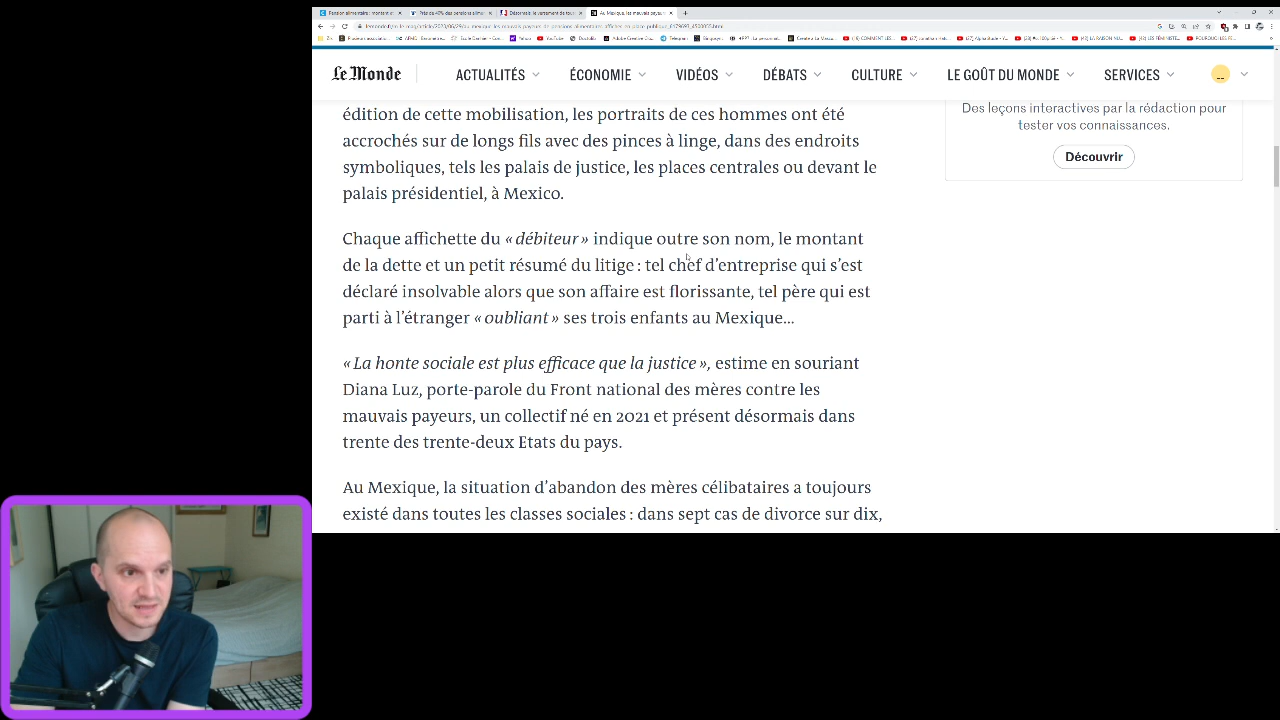 Le Monde
ACTUALITÉS
ÉCONOMIE
VIDÉOS
DÉBATS
CULTURE
LE GOÛT DU MONDE
SERVICES
édition de cette mobilisation, les portraits de ces hommes ont été
accrochés sur de longs fils avec des pinces à linge, dans des endroits
symboliques, tels les palais de justice, les places centrales ou devant le
palais présidentiel, à Mexico.
Chaque affichette du « débiteur » indique outre son nom, le montant
de la dette et un petit résumé du litige : tel chef d’entreprise qui s’est
déclaré insolvable alors que son affaire est florissante, tel père qui est
parti à l’étranger « oubliant » ses trois enfants au Mexique…
« La honte sociale est plus efficace que la justice », estime en souriant
Diana Luz, porte-parole du Front national des mères contre les
mauvais payeurs, un collectif né en 2021 et présent désormais dans
trente des trente-deux Etats du pays.
Au Mexique, la situation d’abandon des mères célibataires a toujours
existé dans toutes les classes sociales : dans sept cas de divorce sur dix,
Des leçons interactives par la rédaction pour
tester vos connaissances.
Découvrir